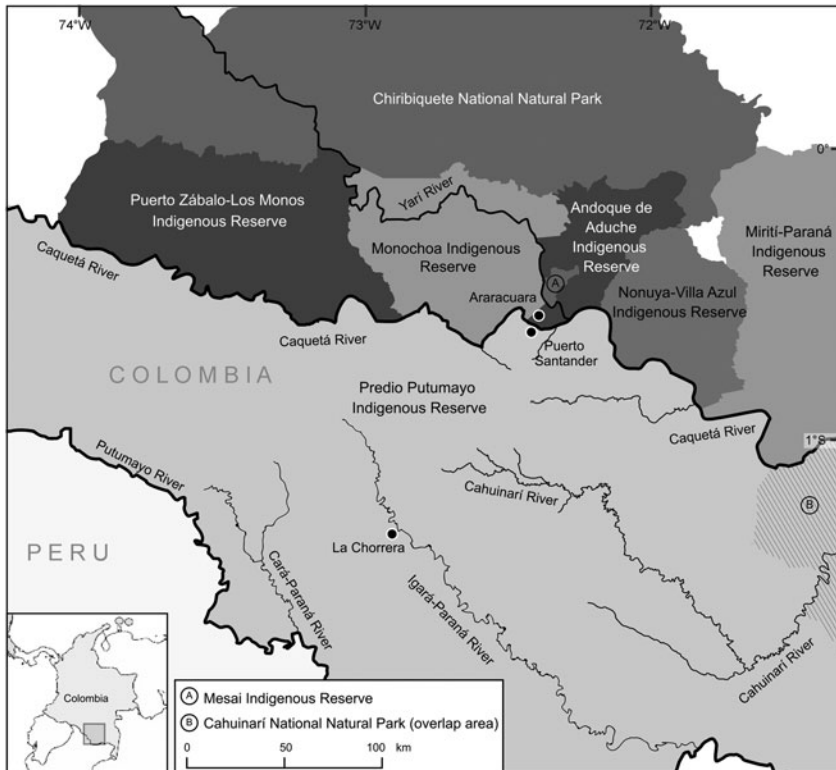 74°W
73°W
72°W
Chiribiquete National Natural Park
0°
Puerto Zábalo-Los Monos
Indigenous Reserve
Yarí River
Andoque de
Aduche
Indigenous
Reserve
Mirití-Paraná
Indigenous
Reserve
Caquetá River
Monochoa Indigenous
Reserve
A
Nonuya-Villa Azul
Indigenous Reserve
Araracuara
Caquetá River
Puerto
Santander
COLOMBIA
Predio Putumayo
Indigenous Reserve
Caquetá River
1°S
Putumayo River
Cahuinarí River
B
PERU
La Chorrera
Cará-Paraná River
Igará-Paraná River
Cahuinarí River
Colombia
A Mesai Indigenous Reserve
B Cahuinarí National Natural Park (overlap area)
0 50 100 km